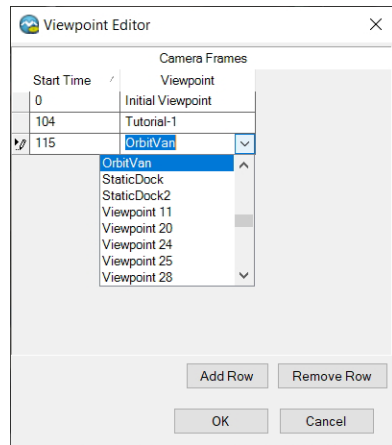 Viewpoint Editor
Camera Frames
Start Time Viewpoint
0 Initial Viewpoint
104 Tutorial-1
115 OrbitVan
OrbitVan
StaticDock
StaticDock2
Viewpoint 11
Viewpoint 20
Viewpoint 24
Viewpoint 25
Viewpoint 28
Add Row Remove Row
OK Cancel